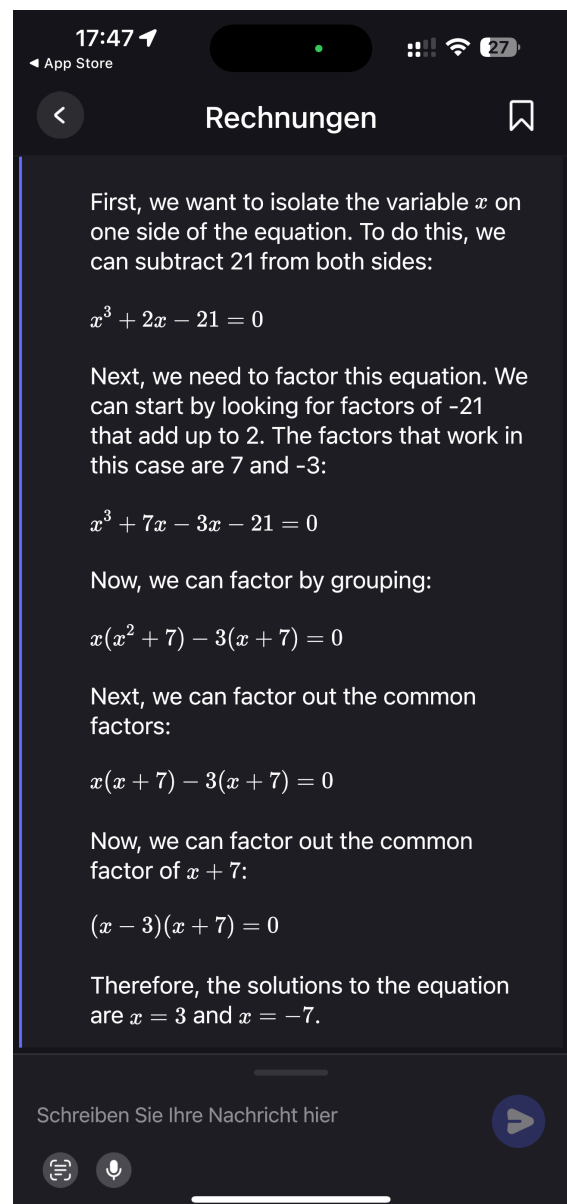 17:47
◀ App Store
27
Rechnungen
First, we want to isolate the variable x on
one side of the equation. To do this, we
can subtract 21 from both sides:
x³ + 2x − 21 = 0
Next, we need to factor this equation. We
can start by looking for factors of -21
that add up to 2. The factors that work in
this case are 7 and -3:
x³ + 7x − 3x − 21 = 0
Now, we can factor by grouping:
x(x² + 7) − 3(x + 7) = 0
Next, we can factor out the common
factors:
x(x + 7) − 3(x + 7) = 0
Now, we can factor out the common
factor of x + 7:
(x − 3)(x + 7) = 0
Therefore, the solutions to the equation
are x = 3 and x = −7.
Schreiben Sie Ihre Nachricht hier